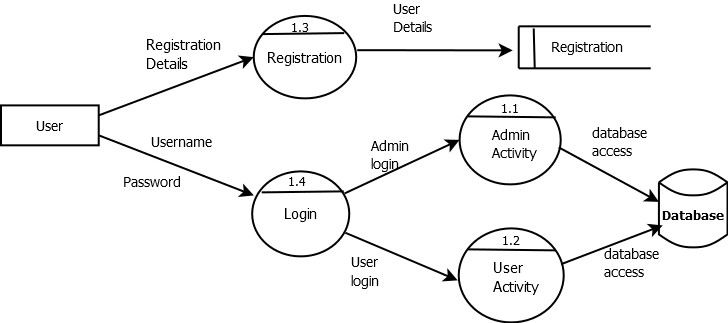 User
Registration
Details
1.3
Registration
User
Details
Registration
Username
Password
1.4
Login
Admin
login
1.1
Admin
Activity
database
access
User
login
1.2
User
Activity
database
access
Database